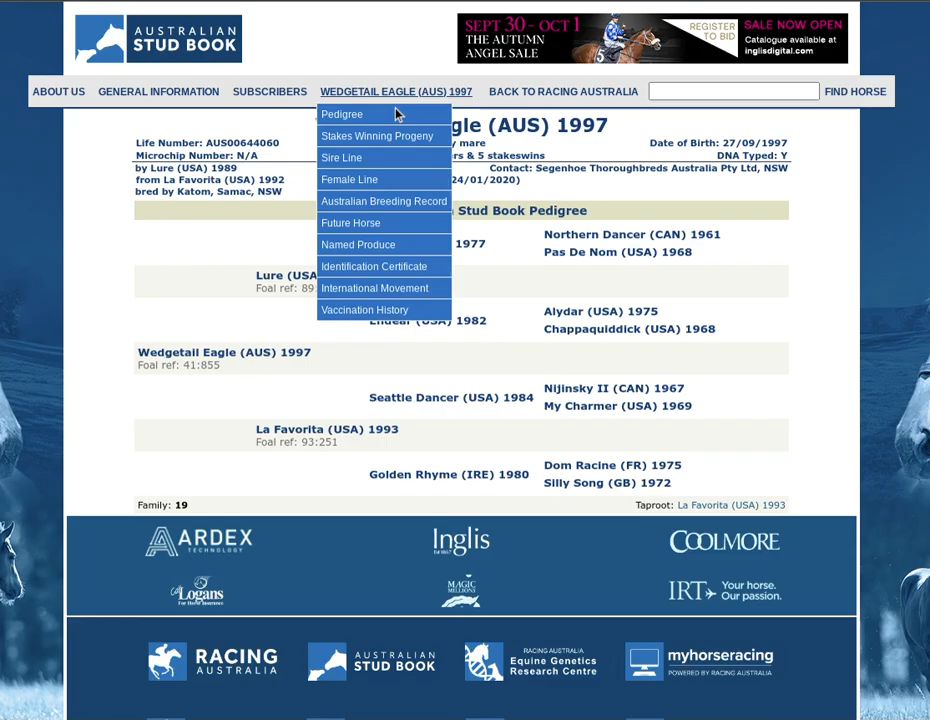 AUSTRALIAN
STUD BOOK
SEPT 30 - OCT 1
THE AUTUMN
ANGEL SALE
REGISTER
TO BID
SALE NOW OPEN
Catalogue available at
inglisdigital.com
ABOUT US GENERAL INFORMATION SUBSCRIBERS WEDGETAIL EAGLE (AUS) 1997 BACK TO RACING AUSTRALIA FIND HORSE
Pedigree
Stakes Winning Progeny
Sire Line
Female Line
Australian Breeding Record
Future Horse
Named Produce
Identification Certificate
International Movement
Vaccination History
gle (AUS) 1997
Life Number: AUS00644060 y mare Date of Birth: 27/09/1997
Microchip Number: N/A rs & 5 stakeswins DNA Typed: Y
by Lure (USA) 1989 Contact: Segenhoe Thoroughbreds Australia Pty Ltd, NSW
from La Favorita (USA) 1992 24/01/2020)
bred by Katom, Samac, NSW
Stud Book Pedigree
Northern Dancer (CAN) 1961
1977
Pas De Nom (USA) 1968
Lure (USA
Foal ref: 89:
Alydar (USA) 1975
Endear (USA) 1982
Chappaquiddick (USA) 1968
Wedgetail Eagle (AUS) 1997
Foal ref: 41:855
Nijinsky II (CAN) 1967
Seattle Dancer (USA) 1984
My Charmer (USA) 1969
La Favorita (USA) 1993
Foal ref: 93:251
Dom Racine (FR) 1975
Golden Rhyme (IRE) 1980
Silly Song (GB) 1972
Family: 19 Taproot: La Favorita (USA) 1993
ARDEX
TECHNOLOGY
Inglis
COOLMORE
Logans
For Horse Insurance
MAGIC
MILLIONS
IRT Your horse.
Our passion.
RACING
AUSTRALIA
AUSTRALIAN
STUD BOOK
RACING AUSTRALIA
Equine Genetics
Research Centre
myhorseracing
POWERED BY RACING AUSTRALIA